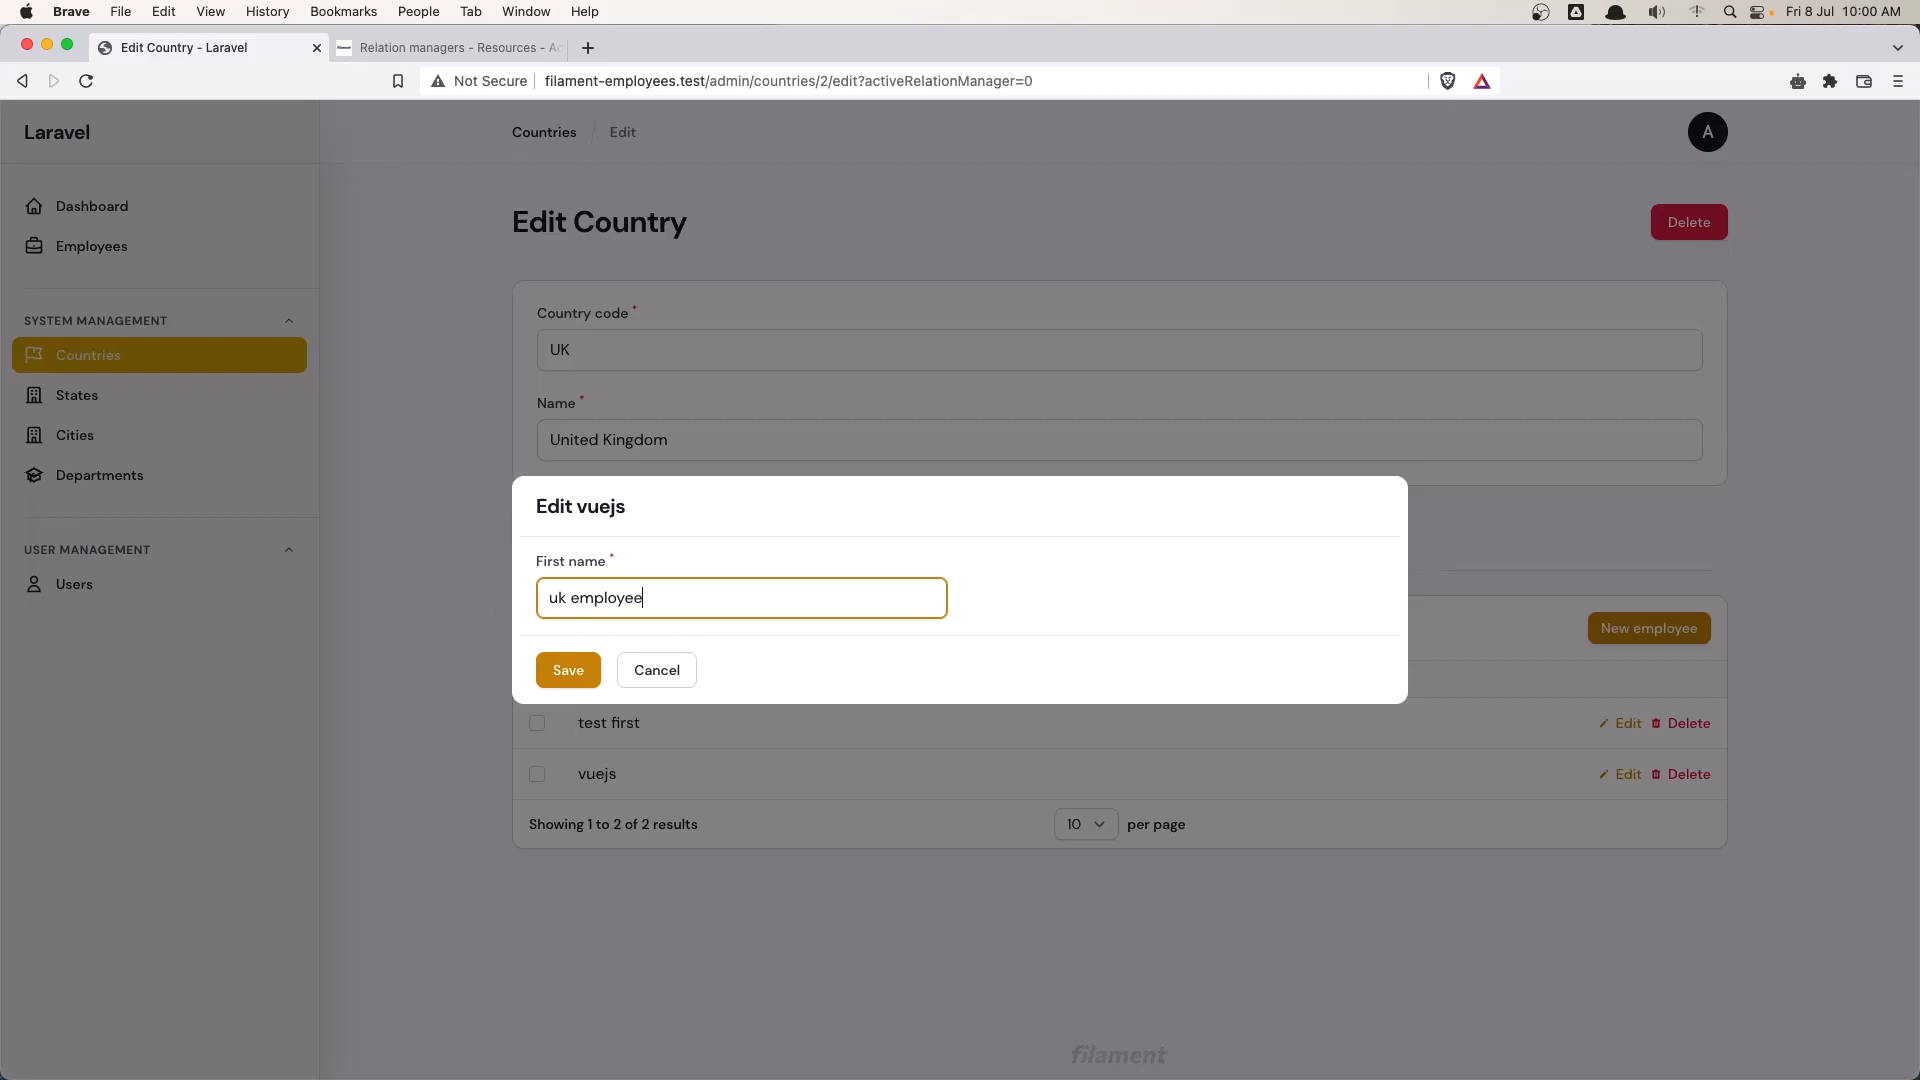 Brave File Edit View History Bookmarks People Tab Window Help Fri 8 Jul 10:00 AM
Edit Country - Laravel Relation managers - Resources - Ad
Not Secure filament-employees.test/admin/countries/2/edit?activeRelationManager=0
Laravel
Countries Edit
A
Dashboard
Employees
SYSTEM MANAGEMENT
Countries
States
Cities
Departments
USER MANAGEMENT
Users
Edit Country
Delete
Country code *
UK
Name *
United Kingdom
Edit vuejs
First name *
uk employee
Save Cancel
New employee
test first Edit Delete
vuejs Edit Delete
Showing 1 to 2 of 2 results 10 per page
filament